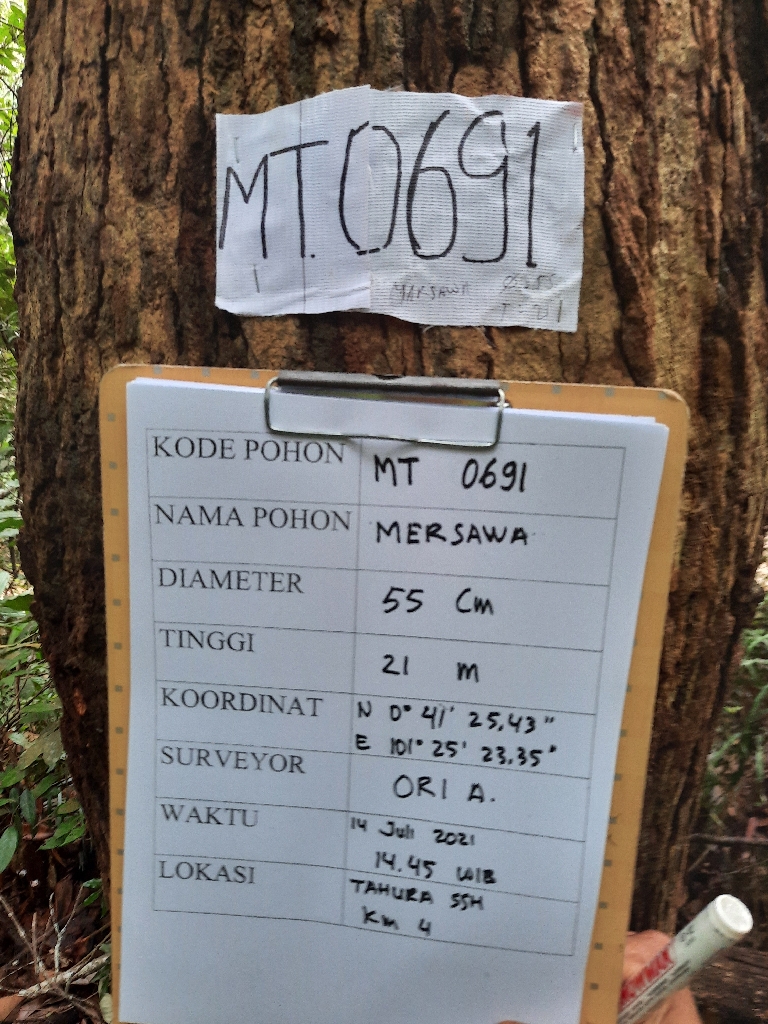 MT.0691
MERSAWA
KODE POHON MT 0691
NAMA POHON MERSAWA
DIAMETER 55 Cm
TINGGI 21 m
KOORDINAT N 0° 41' 25,43"
E 101° 25' 23,35"
SURVEYOR ORI A.
WAKTU 14 Juli 2021
14.45 WIB
LOKASI TAHURA SSH
Km 4